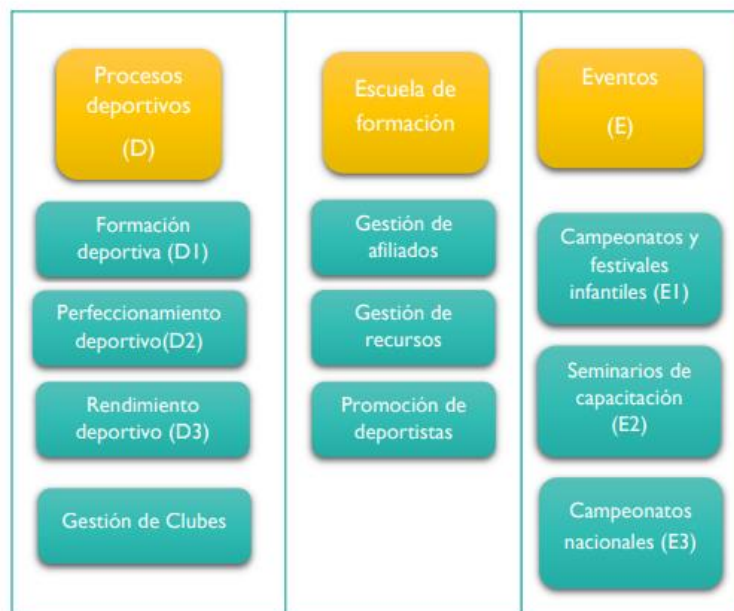 Procesos
deportivos
(D)
Formación
deportiva (D1)
Perfeccionamiento
deportivo(D2)
Rendimiento
deportivo (D3)
Gestión de Clubes
Escuela de
formación
Gestión de
afiliados
Gestión de
recursos
Promoción de
deportistas
Eventos
(E)
Campeonatos y
festivales
infantiles (E1)
Seminarios de
capacitación
(E2)
Campeonatos
nacionales (E3)